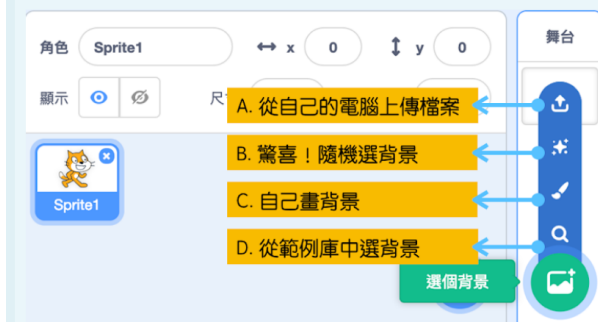 角色 Sprite1 x 0 y 0 舞台
顯示 尺
A. 從自己的電腦上傳檔案
B. 驚喜！隨機選背景
C. 自己畫背景
D. 從範例庫中選背景
Sprite1
選個背景